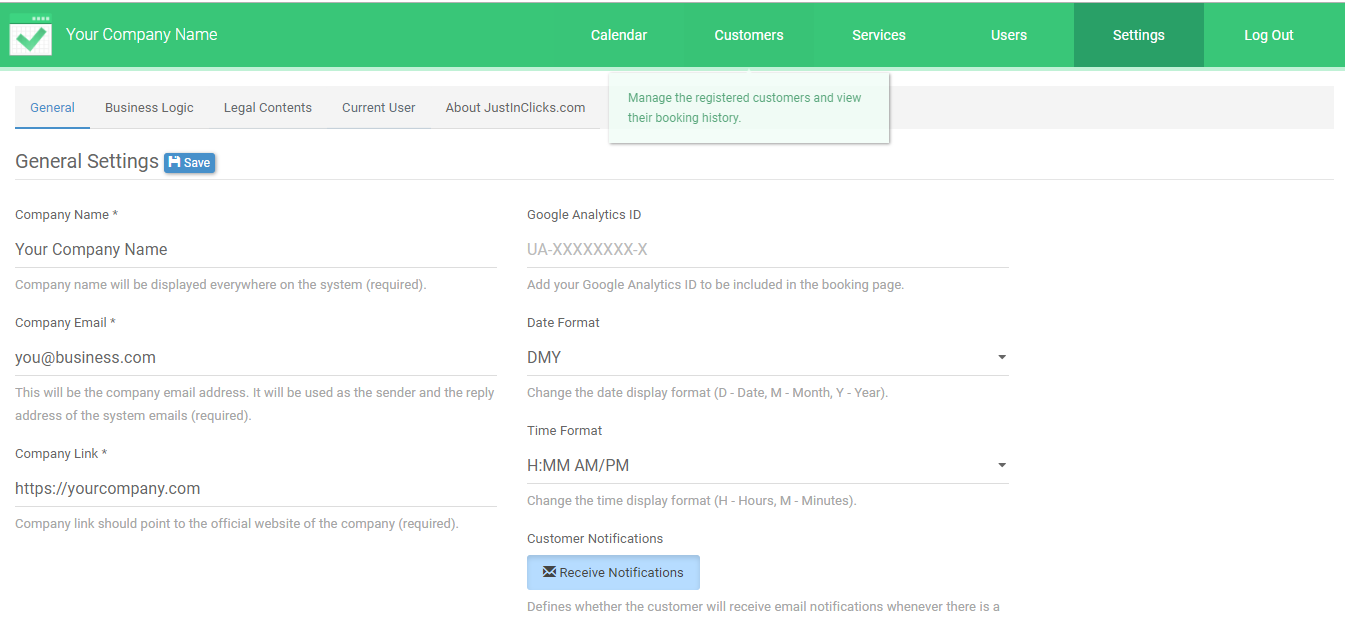 Your Company Name
Calendar
Customers
Services
Users
Settings
Log Out
Manage the registered customers and view
their booking history.
General
Business Logic
Legal Contents
Current User
About JustInClicks.com
General Settings
Save
Company Name *
Your Company Name
Company name will be displayed everywhere on the system (required).
Company Email *
you@business.com
This will be the company email address. It will be used as the sender and the reply
address of the system emails (required).
Company Link *
https://yourcompany.com
Company link should point to the official website of the company (required).
Google Analytics ID
UA-XXXXXXXX-X
Add your Google Analytics ID to be included in the booking page.
Date Format
DMY
Change the date display format (D - Date, M - Month, Y - Year).
Time Format
H:MM AM/PM
Change the time display format (H - Hours, M - Minutes).
Customer Notifications
Receive Notifications
Defines whether the customer will receive email notifications whenever there is a